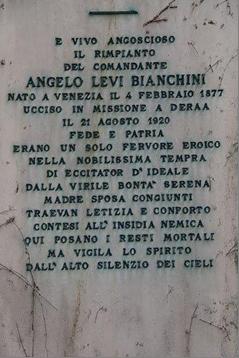 E VIVO ANGOSCIOSO
IL RIMPIANTO
DEL COMANDANTE
ANGELO LEVI BIANCHINI
NATO A VENEZIA IL 4 FEBBRAIO 1877
UCCISO IN MISSIONE A DERAA
IL 21 AGOSTO 1920
FEDE E PATRIA
ERANO UN SOLO FERVORE EROICO
NELLA NOBILISSIMA TEMPRA
DI ECCITATOR D'IDEALE
DALLA VIRILE BONTA' SERENA
MADRE SPOSA CONGIUNTI
TRAEVAN LETIZIA E CONFORTO
CONTESI ALL'INSIDIA NEMICA
QUI POSANO I RESTI MORTALI
MA VIGILA LO SPIRITO
DALL'ALTO SILENZIO DEI CIELI